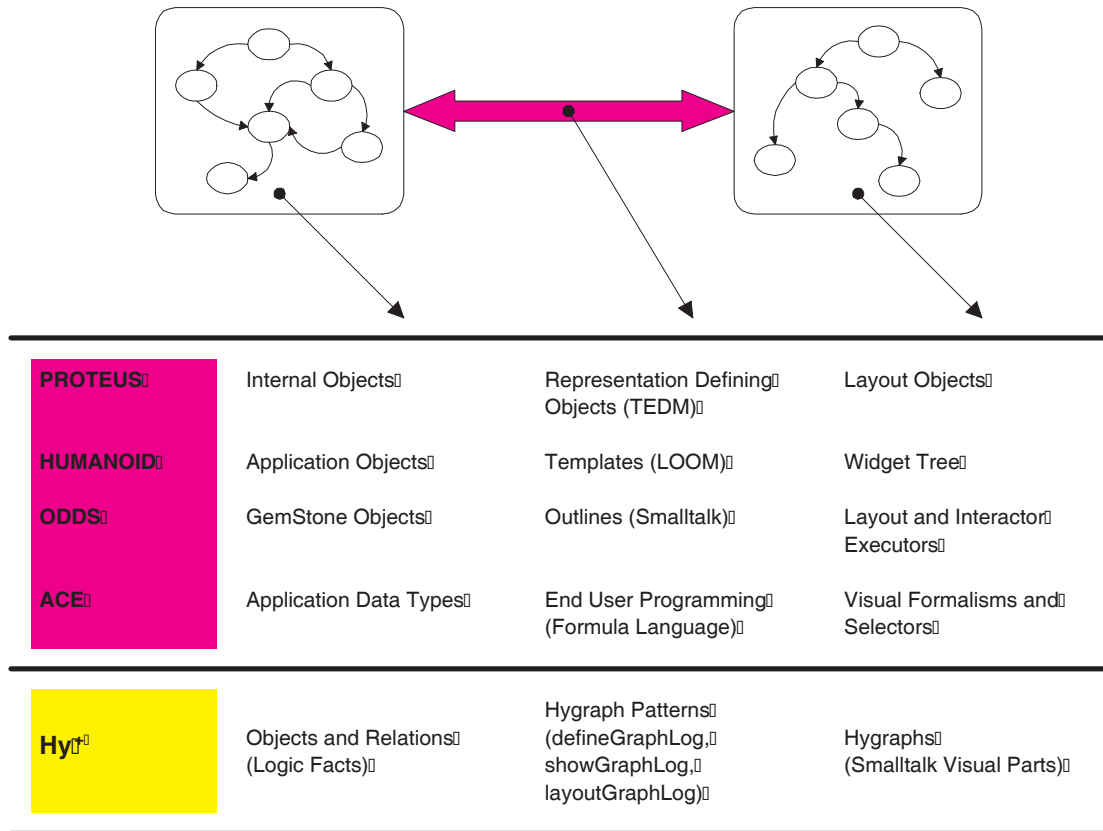 PROTEUS
Internal Objects
Representation Defining
Objects (TEDM)
Layout Objects
HUMANOID
Application Objects
Templates (LOOM)
Widget Tree
ODDS
GemStone Objects
Outlines (Smalltalk)
Layout and Interactor
Executors
ACE
Application Data Types
End User Programming
(Formula Language)
Visual Formalisms and
Selectors
Hy+
Objects and Relations
(Logic Facts)
Hygraph Patterns
(defineGraphLog,
showGraphLog,
layoutGraphLog)
Hygraphs
(Smalltalk Visual Parts)